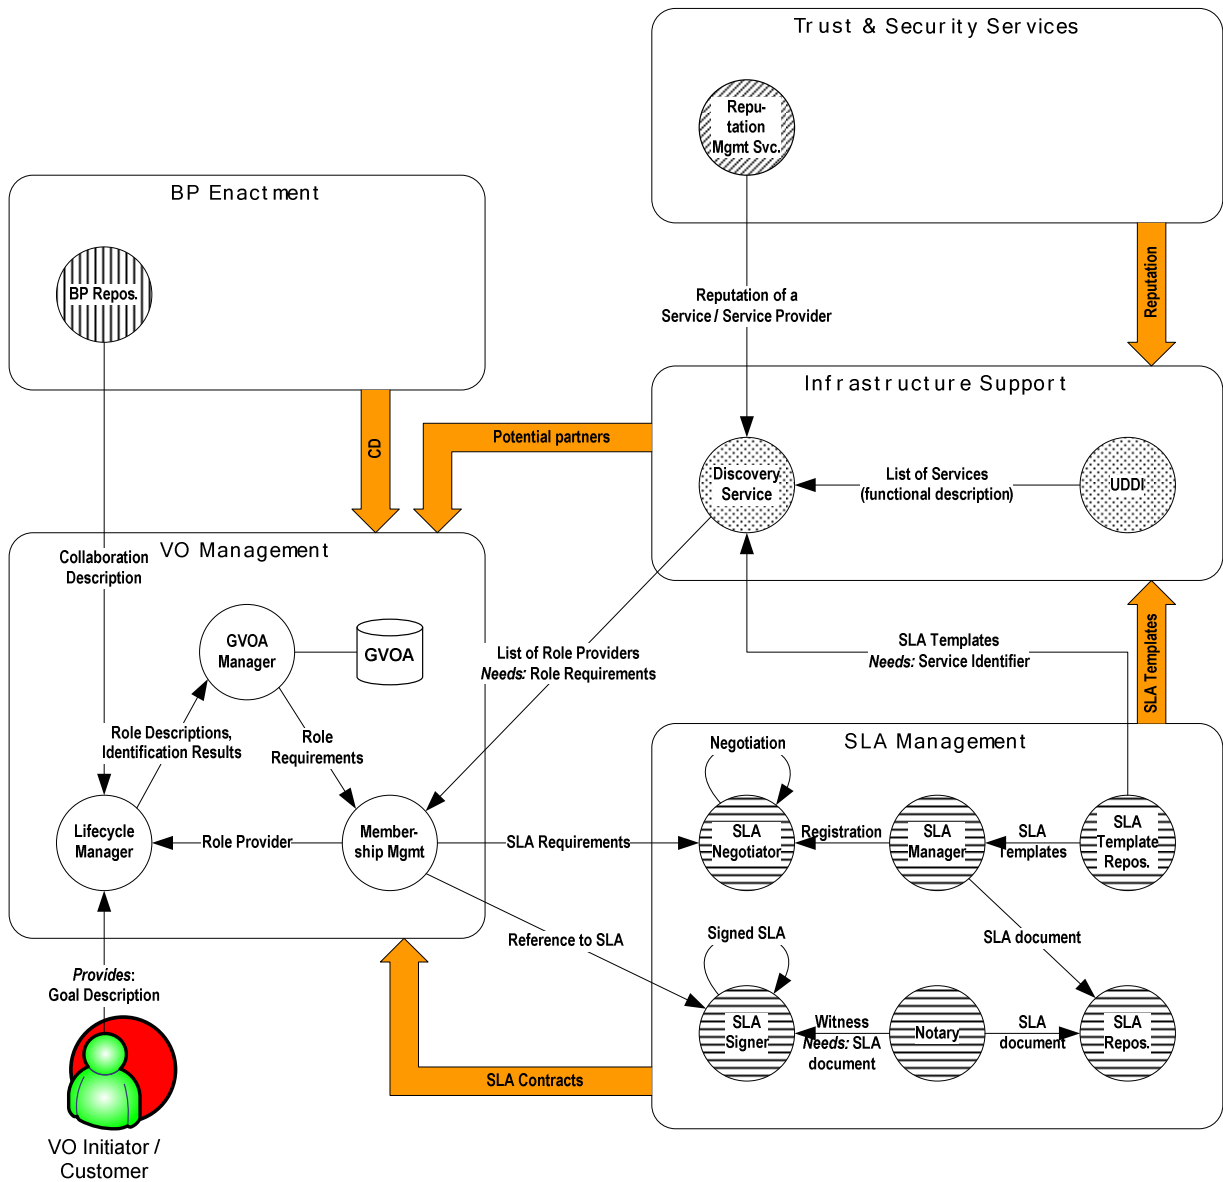 Trust & Security Services
Repu-
tation
Mgmt Svc.
BP Enactment
BP Repos.
Reputation of a
Service / Service Provider
Reputation
Infrastructure Support
CD
Potential partners
Discovery
Service
List of Services
(functional description)
UDDI
VO Management
Collaboration
Description
GVOA
Manager
GVOA
List of Role Providers
Needs: Role Requirements
SLA Templates
Needs: Service Identifier
SLA Templates
Role Descriptions,
Identification Results
Role
Requirements
SLA Management
Negotiation
Lifecycle
Manager
Role Provider
Member-
ship Mgmt
SLA Requirements
SLA
Negotiator
Registration
SLA
Manager
SLA
Templates
SLA
Template
Repos.
Reference to SLA
Signed SLA
SLA document
Provides:
Goal Description
SLA
Signer
Witness
Needs: SLA
document
Notary
SLA
document
SLA
Repos.
SLA Contracts
VO Initiator /
Customer